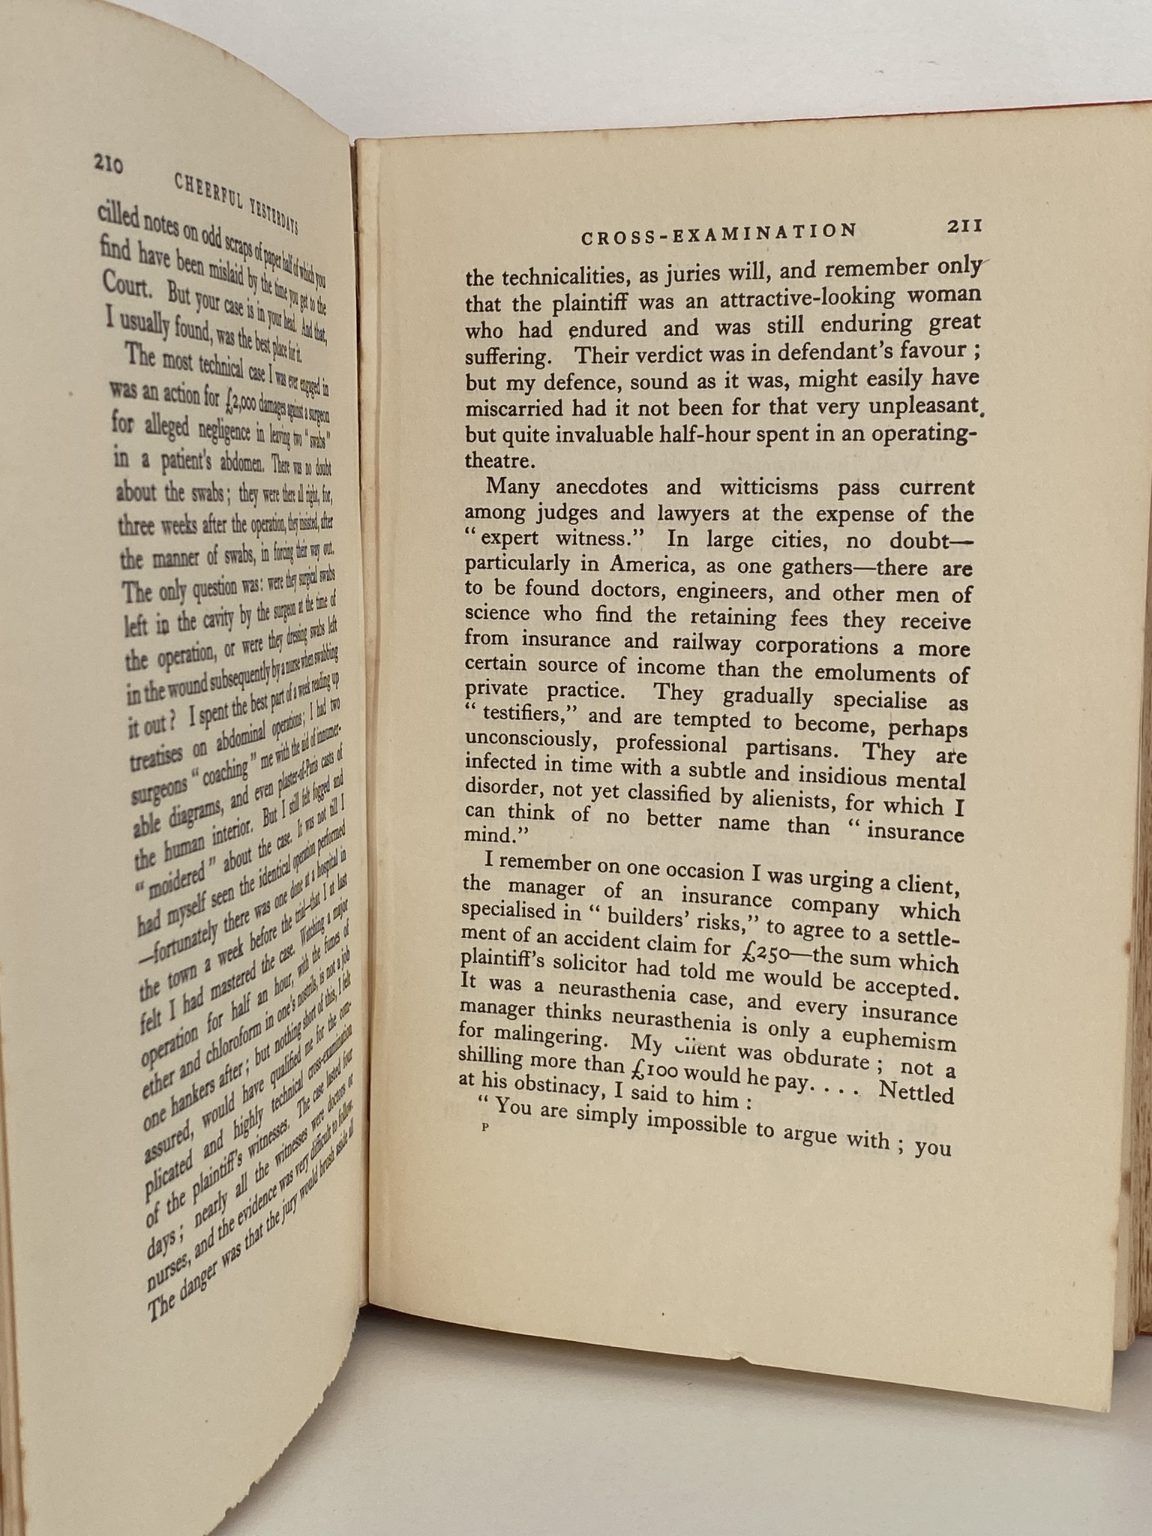 210 CHEERFUL YESTERDAYS
cilled notes on odd scraps of paper half of which you
find have been mislaid by the time you get to the
Court. But your case is in your head. And that,
I usually found, was the best place for it.
The most technical case I was ever engaged in
was an action for £2,000 damages against a surgeon
for alleged negligence in leaving two “swabs”
in a patient's abdomen. There was no doubt
about the swabs; they were there all right, for,
three weeks after the operation, they insisted, after
the manner of swabs, in forcing their way out.
The only question was: were they surgical swabs
left in the cavity by the surgeon at the time of
the operation, or were they dressing swabs left
in the wound subsequently by a nurse when swabbing
it out? I spent the best part of a week reading up
treatises on abdominal operations; I had two
surgeons “coaching” me with the aid of innumer-
able diagrams, and even plaster-of-Paris casts of
the human interior. But I still felt fogged and
“moidered” about the case. It was not till I
had myself seen the identical operation performed
—fortunately there was one done at a hospital in
the town a week before the trial—that I at last
felt I had mastered the case. Watching a major
operation for half an hour, with the fumes of
ether and chloroform in one's nostrils, is not a job
one hankers after; but nothing short of this, I felt
assured, would have qualified me for the com-
plicated and highly technical cross-examination
of the plaintiff's witnesses. The case lasted four
days; nearly all the witnesses were doctors or
nurses, and the evidence was very difficult to follow.
The danger was that the jury would brush aside all
CROSS-EXAMINATION 211
the technicalities, as juries will, and remember only
that the plaintiff was an attractive-looking woman
who had endured and was still enduring great
suffering. Their verdict was in defendant's favour ;
but my defence, sound as it was, might easily have
miscarried had it not been for that very unpleasant,
but quite invaluable half-hour spent in an operating-
theatre.
Many anecdotes and witticisms pass current
among judges and lawyers at the expense of the
“expert witness.” In large cities, no doubt—
particularly in America, as one gathers—there are
to be found doctors, engineers, and other men of
science who find the retaining fees they receive
from insurance and railway corporations a more
certain source of income than the emoluments of
private practice. They gradually specialise as
“testifiers,” and are tempted to become, perhaps
unconsciously, professional partisans. They are
infected in time with a subtle and insidious mental
disorder, not yet classified by alienists, for which I
can think of no better name than “insurance
mind.”
I remember on one occasion I was urging a client,
the manager of an insurance company which
specialised in “builders' risks,” to agree to a settle-
ment of an accident claim for £250—the sum which
plaintiff's solicitor had told me would be accepted.
It was a neurasthenia case, and every insurance
manager thinks neurasthenia is only a euphemism
for malingering. My client was obdurate ; not a
shilling more than £100 would he pay. . . . Nettled
at his obstinacy, I said to him :
“You are simply impossible to argue with ; you
P